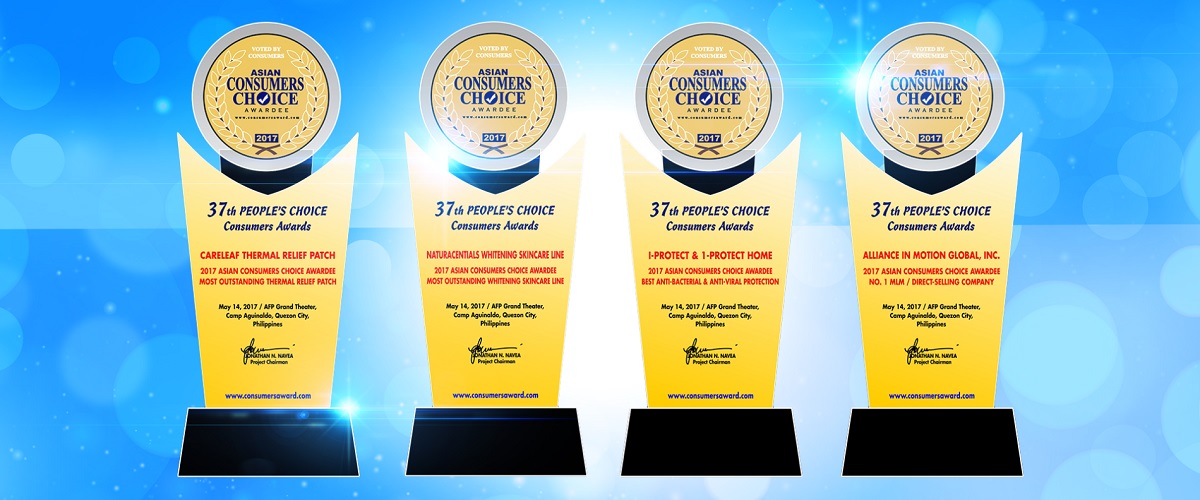 VOTED BY
CONSUMERS
ASIAN
CONSUMERS
CHOICE
AWARDEE
www.consumersaward.com
2017
37th PEOPLE'S CHOICE
Consumers Awards
CARELEAF THERMAL RELIEF PATCH
2017 ASIAN CONSUMERS CHOICE AWARDEE
MOST OUTSTANDING THERMAL RELIEF PATCH
May 14, 2017 / AFP Grand Theater,
Camp Aguinaldo, Quezon City,
Philippines
JONATHAN N. NAVEA
Project Chairman
www.consumersaward.com
VOTED BY
CONSUMERS
ASIAN
CONSUMERS
CHOICE
AWARDEE
www.consumersaward.com
2017
37th PEOPLE'S CHOICE
Consumers Awards
NATURACENTIALS WHITENING SKINCARE LINE
2017 ASIAN CONSUMERS CHOICE AWARDEE
MOST OUTSTANDING WHITENING SKINCARE LINE
May 14, 2017 / AFP Grand Theater,
Camp Aguinaldo, Quezon City,
Philippines
JONATHAN N. NAVEA
Project Chairman
www.consumersaward.com
VOTED BY
CONSUMERS
ASIAN
CONSUMERS
CHOICE
AWARDEE
www.consumersaward.com
2017
37th PEOPLE'S CHOICE
Consumers Awards
I-PROTECT & 1-PROTECT HOME
2017 ASIAN CONSUMERS CHOICE AWARDEE
BEST ANTI-BACTERIAL & ANTI-VIRAL PROTECTION
May 14, 2017 / AFP Grand Theater,
Camp Aguinaldo, Quezon City,
Philippines
JONATHAN N. NAVEA
Project Chairman
www.consumersaward.com
VOTED BY
CONSUMERS
ASIAN
CONSUMERS
CHOICE
AWARDEE
www.consumersaward.com
2017
37th PEOPLE'S CHOICE
Consumers Awards
ALLIANCE IN MOTION GLOBAL, INC.
2017 ASIAN CONSUMERS CHOICE AWARDEE
NO. 1 MLM / DIRECT-SELLING COMPANY
May 14, 2017 / AFP Grand Theater,
Camp Aguinaldo, Quezon City,
Philippines
JONATHAN N. NAVEA
Project Chairman
www.consumersaward.com